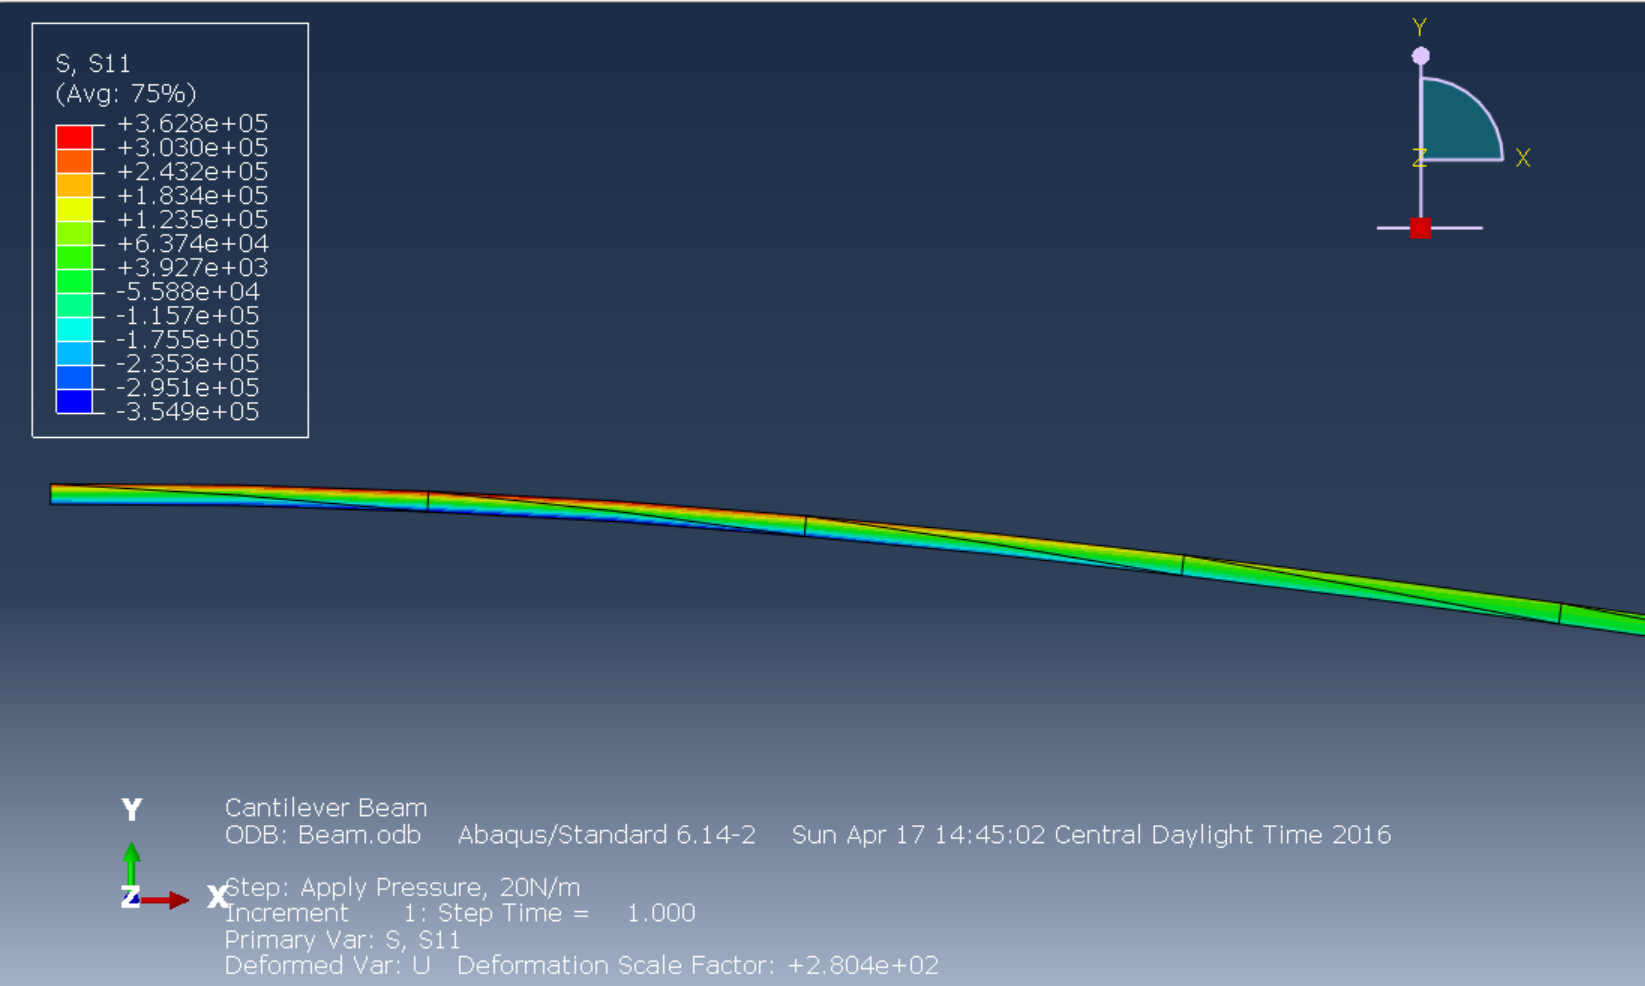 S, S11
(Avg: 75%)
+3.628e+05
+3.030e+05
+2.432e+05
+1.834e+05
+1.235e+05
+6.374e+04
+3.927e+03
-5.588e+04
-1.157e+05
-1.755e+05
-2.353e+05
-2.951e+05
-3.549e+05
Y
Z X
Y
Z X
Cantilever Beam
ODB: Beam.odb Abaqus/Standard 6.14-2 Sun Apr 17 14:45:02 Central Daylight Time 2016
Step: Apply Pressure, 20N/m
Increment 1: Step Time = 1.000
Primary Var: S, S11
Deformed Var: U Deformation Scale Factor: +2.804e+02